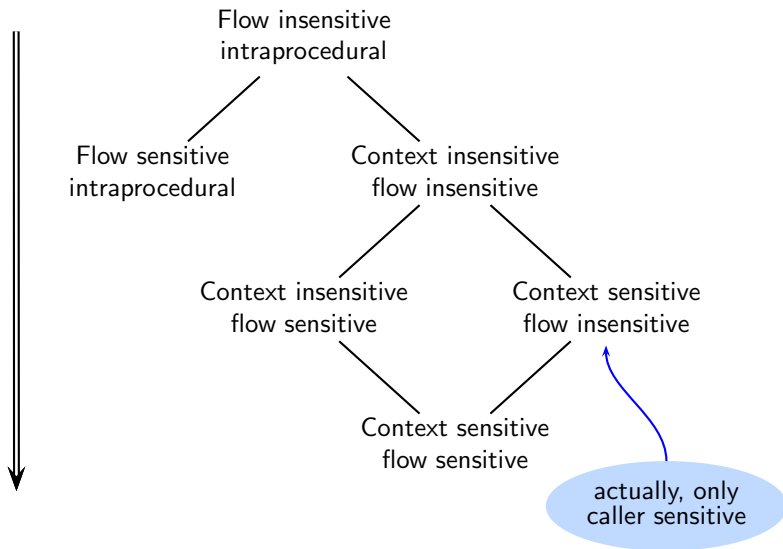 Flow insensitive
intraprocedural
Flow sensitive
intraprocedural
Context insensitive
flow insensitive
Context insensitive
flow sensitive
Context sensitive
flow insensitive
Context sensitive
flow sensitive
actually, only
caller sensitive